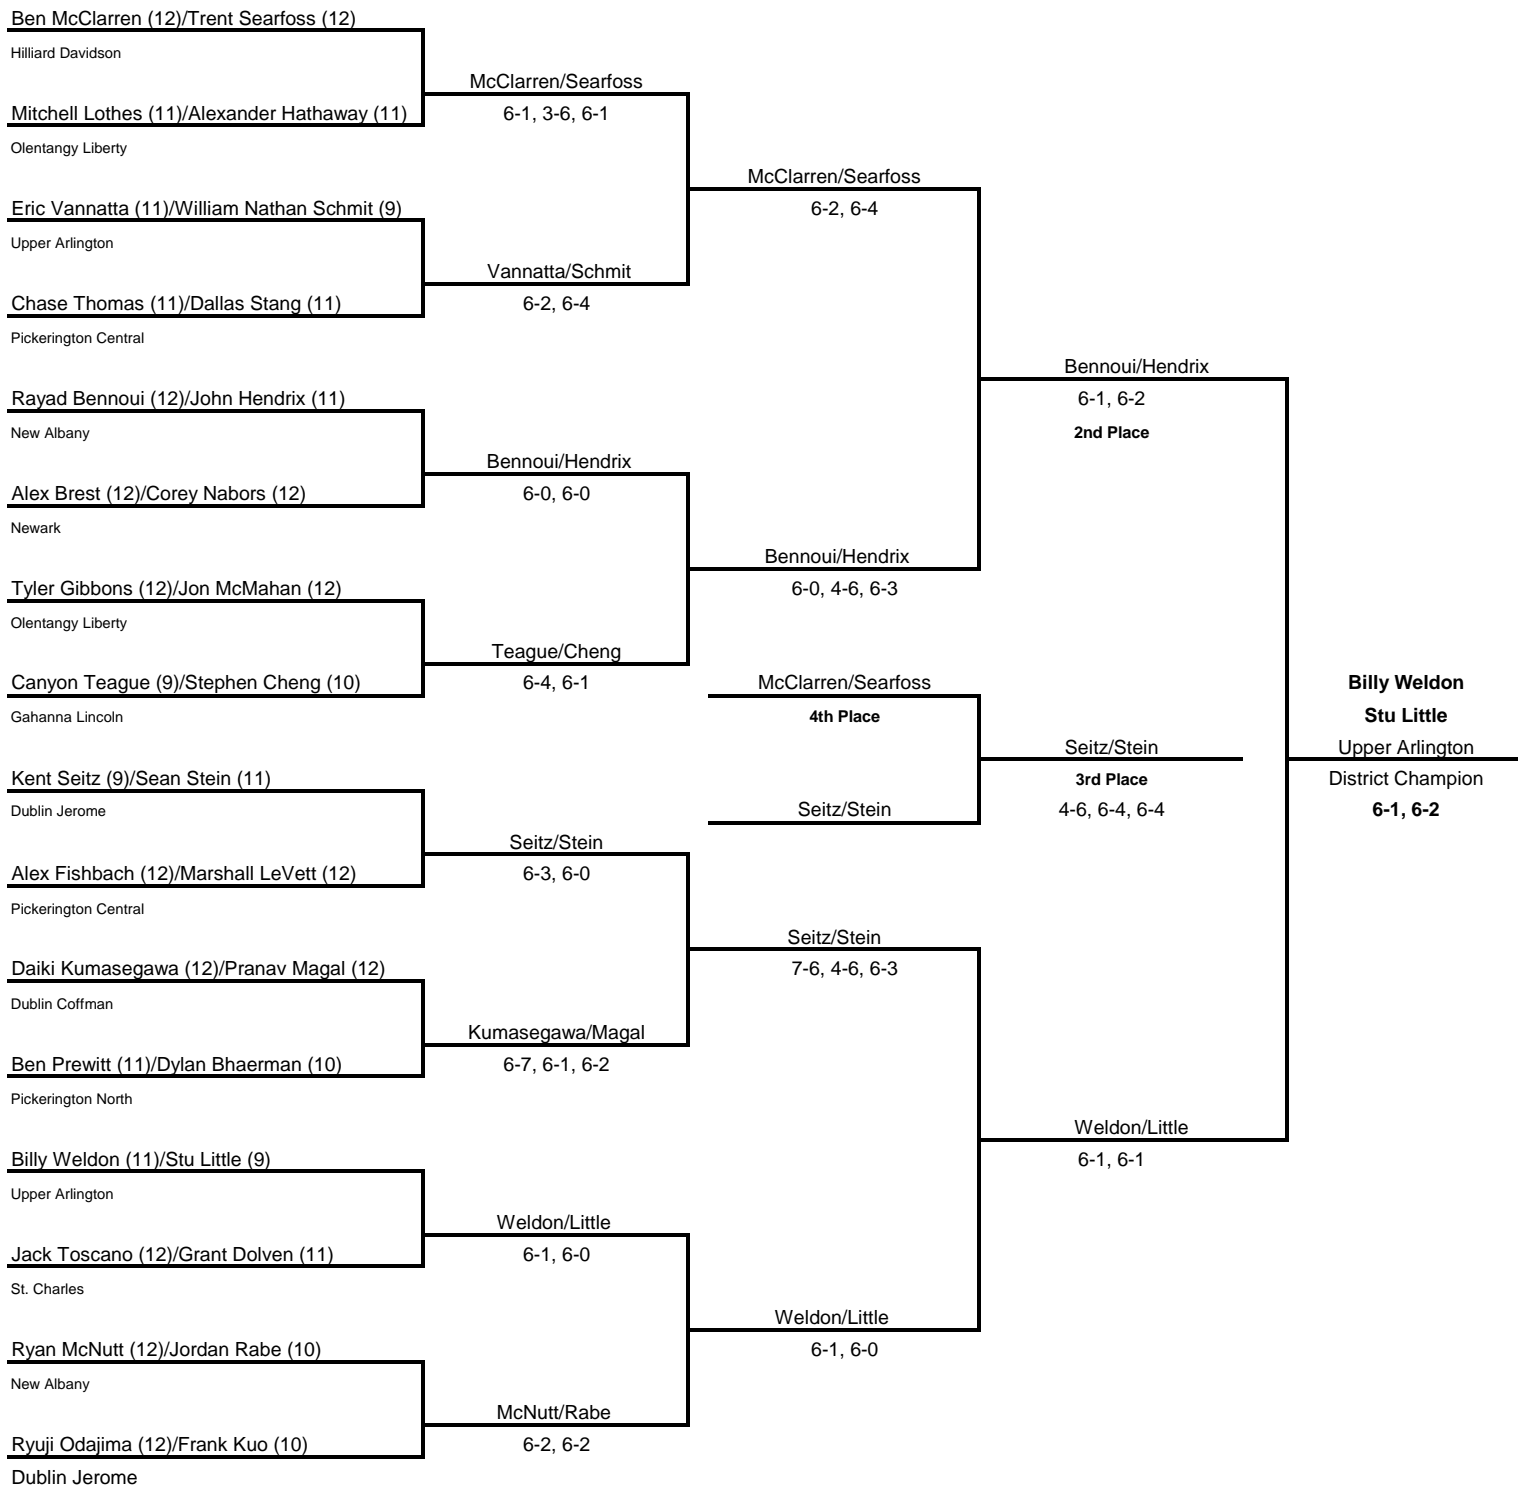 Ben McClarren (12)/Trent Searfoss (12)
Hilliard Davidson
McClarren/Searfoss
Mitchell Lothes (11)/Alexander Hathaway (11)
6-1, 3-6, 6-1
Olentangy Liberty
McClarren/Searfoss
Eric Vannatta (11)/William Nathan Schmit (9)
6-2, 6-4
Upper Arlington
Vannatta/Schmit
Chase Thomas (11)/Dallas Stang (11)
6-2, 6-4
Pickerington Central
Bennoui/Hendrix
Rayad Bennoui (12)/John Hendrix (11)
6-1, 6-2
New Albany
2nd Place
Bennoui/Hendrix
Alex Brest (12)/Corey Nabors (12)
6-0, 6-0
Newark
Bennoui/Hendrix
Tyler Gibbons (12)/Jon McMahan (12)
6-0, 4-6, 6-3
Olentangy Liberty
Teague/Cheng
Canyon Teague (9)/Stephen Cheng (10)
6-4, 6-1
McClarren/Searfoss
Billy Weldon
Gahanna Lincoln
4th Place
Stu Little
Seitz/Stein
Upper Arlington
Kent Seitz (9)/Sean Stein (11)
3rd Place
District Champion
Dublin Jerome
Seitz/Stein
4-6, 6-4, 6-4
6-1, 6-2
Seitz/Stein
Alex Fishbach (12)/Marshall LeVett (12)
6-3, 6-0
Pickerington Central
Seitz/Stein
Daiki Kumasegawa (12)/Pranav Magal (12)
7-6, 4-6, 6-3
Dublin Coffman
Kumasegawa/Magal
Ben Prewitt (11)/Dylan Bhaerman (10)
6-7, 6-1, 6-2
Pickerington North
Weldon/Little
Billy Weldon (11)/Stu Little (9)
6-1, 6-1
Upper Arlington
Weldon/Little
Jack Toscano (12)/Grant Dolven (11)
6-1, 6-0
St. Charles
Weldon/Little
Ryan McNutt (12)/Jordan Rabe (10)
6-1, 6-0
New Albany
McNutt/Rabe
Ryuji Odajima (12)/Frank Kuo (10)
6-2, 6-2
Dublin Jerome